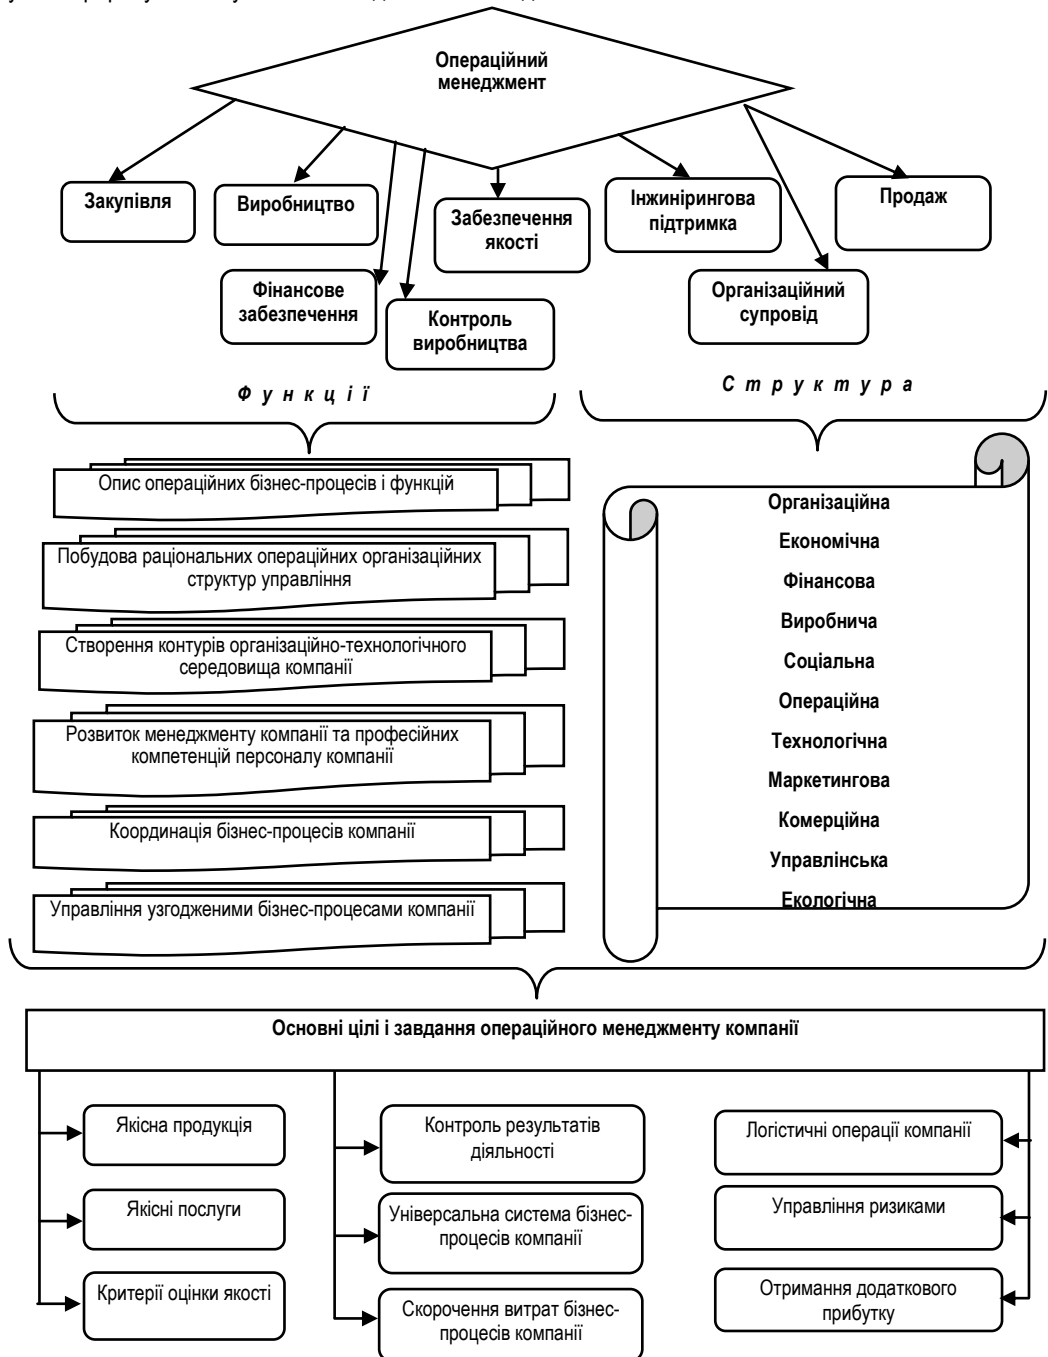 Операційний
менеджмент
Закупівля
Виробництво
Забезпечення
якості
Інжинірингова
підтримка
Продаж
Фінансове
забезпечення
Контроль
виробництва
Організаційний
супровід
Функції
Структура
Опис операційних бізнес-процесів і функцій
Побудова раціональних операційних організаційних
структур управління
Створення контурів організаційно-технологічного
середовища компанії
Розвиток менеджменту компанії та професійних
компетенцій персоналу компанії
Координація бізнес-процесів компанії
Управління узгодженими бізнес-процесами компанії
Організаційна
Економічна
Фінансова
Виробнича
Соціальна
Операційна
Технологічна
Маркетингова
Комерційна
Управлінська
Екологічна
Основні цілі і завдання операційного менеджменту компанії
Якісна продукція
Якісні послуги
Критерії оцінки якості
Контроль результатів
діяльності
Універсальна система бізнес-
процесів компанії
Скорочення витрат бізнес-
процесів компанії
Логістичні операції компанії
Управління ризиками
Отримання додаткового
прибутку